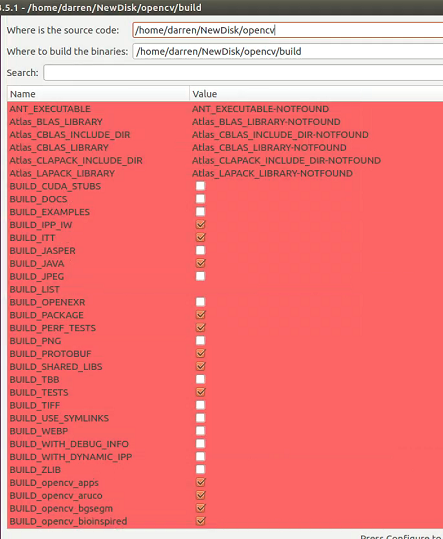 3.5.1 - /home/darren/NewDisk/opencv/build
Where is the source code: /home/darren/NewDisk/opencv
Where to build the binaries: /home/darren/NewDisk/opencv/build
Search:
Name Value
ANT_EXECUTABLE ANT_EXECUTABLE-NOTFOUND
Atlas_BLAS_LIBRARY Atlas_BLAS_LIBRARY-NOTFOUND
Atlas_CBLAS_INCLUDE_DIR Atlas_CBLAS_INCLUDE_DIR-NOTFOUND
Atlas_CBLAS_LIBRARY Atlas_CBLAS_LIBRARY-NOTFOUND
Atlas_CLAPACK_INCLUDE_DIR Atlas_CLAPACK_INCLUDE_DIR-NOTFOUND
Atlas_LAPACK_LIBRARY Atlas_LAPACK_LIBRARY-NOTFOUND
BUILD_CUDA_STUBS
BUILD_DOCS
BUILD_EXAMPLES
BUILD_IPP_IW
BUILD_ITT
BUILD_JASPER
BUILD_JAVA
BUILD_JPEG
BUILD_LIST
BUILD_OPENEXR
BUILD_PACKAGE
BUILD_PERF_TESTS
BUILD_PNG
BUILD_PROTOBUF
BUILD_SHARED_LIBS
BUILD_TBB
BUILD_TESTS
BUILD_TIFF
BUILD_USE_SYMLINKS
BUILD_WEBP
BUILD_WITH_DEBUG_INFO
BUILD_WITH_DYNAMIC_IPP
BUILD_ZLIB
BUILD_opencv_apps
BUILD_opencv_aruco
BUILD_opencv_bgsegm
BUILD_opencv_bioinspired
Press Configure to